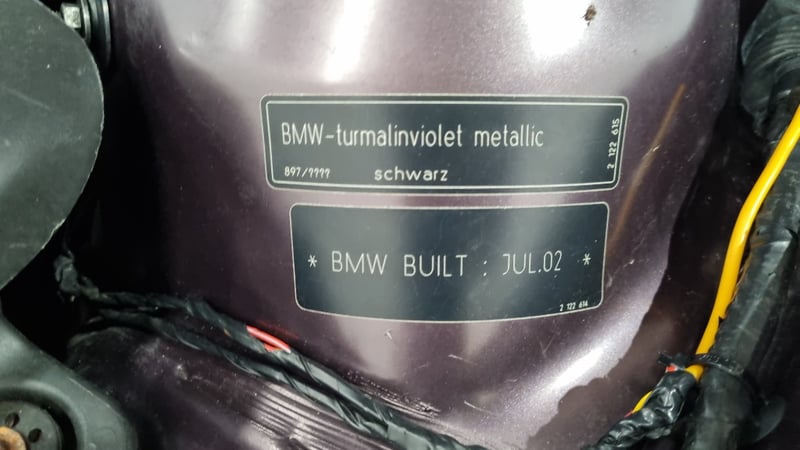 BMW-turmalinviolet metallic
897/???? schwarz
2 122 615
* BMW BUILT : JUL.02 *
2 122 614